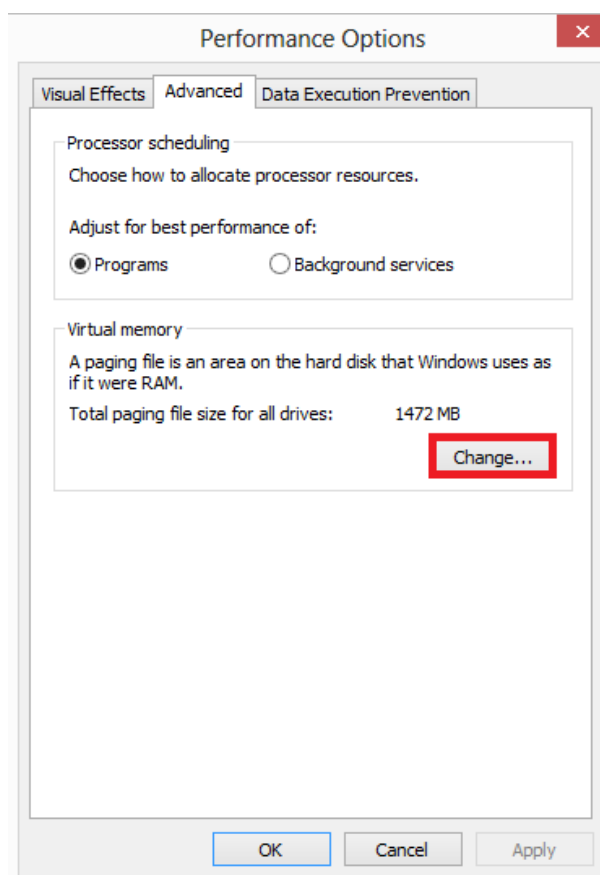 Performance Options
Visual Effects Advanced Data Execution Prevention
Processor scheduling
Choose how to allocate processor resources.
Adjust for best performance of:
Programs Background services
Virtual memory
A paging file is an area on the hard disk that Windows uses as
if it were RAM.
Total paging file size for all drives: 1472 MB
Change...
OK Cancel Apply